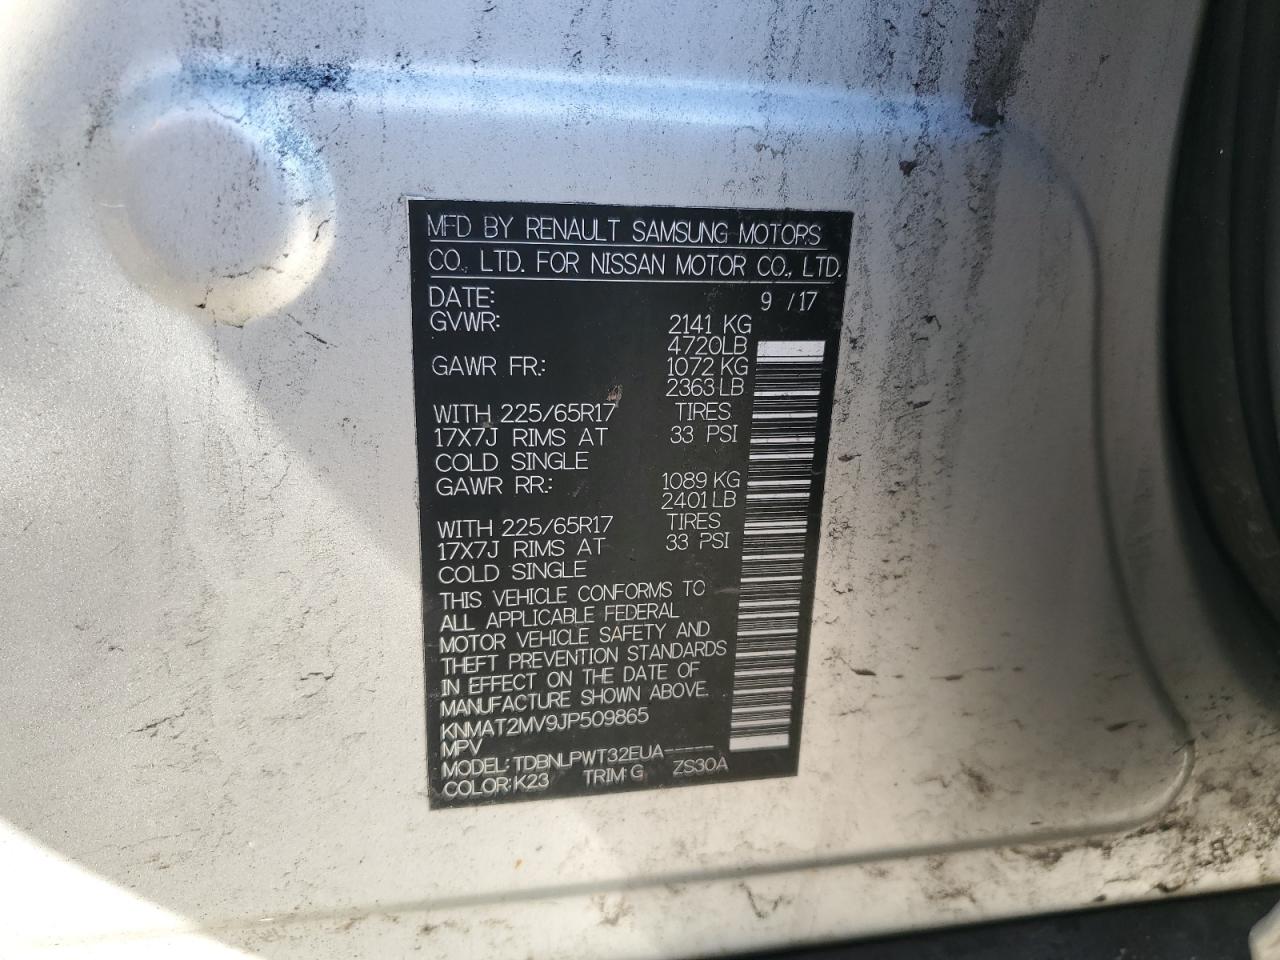 MFD BY RENAULT SAMSUNG MOTORS
CO., LTD. FOR NISSAN MOTOR CO., LTD.
DATE: 9 /17
GVWR: 2141 KG
4720LB
GAWR FR.: 1072 KG
2363 LB
WITH 225/65R17 TIRES
17X7J RIMS AT 33 PSI
COLD SINGLE
GAWR RR.: 1089 KG
2401 LB
WITH 225/65R17 TIRES
17X7J RIMS AT 33 PSI
COLD SINGLE
THIS VEHICLE CONFORMS TO
ALL APPLICABLE FEDERAL
MOTOR VEHICLE SAFETY AND
THEFT PREVENTION STANDARDS
IN EFFECT ON THE DATE OF
MANUFACTURE SHOWN ABOVE.
KNMAT2MV9JP509865
MPV
MODEL: TDBNLPWT32EUA-----
COLOR: K23 TRIM: G ZS30A